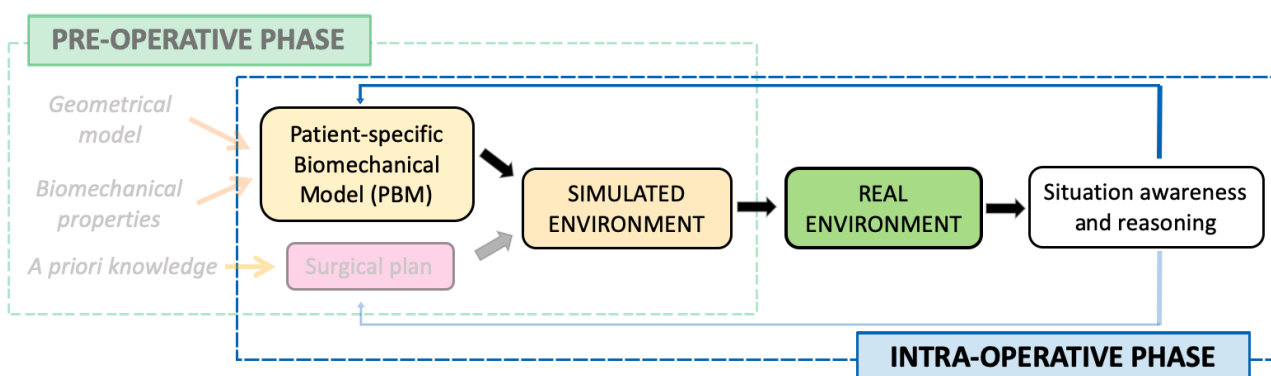 PRE-OPERATIVE PHASE
Geometrical
model
Biomechanical
properties
A priori knowledge
Patient-specific
Biomechanical
Model (PBM)
Surgical plan
SIMULATED
ENVIRONMENT
REAL
ENVIRONMENT
Situation awareness
and reasoning
INTRA-OPERATIVE PHASE